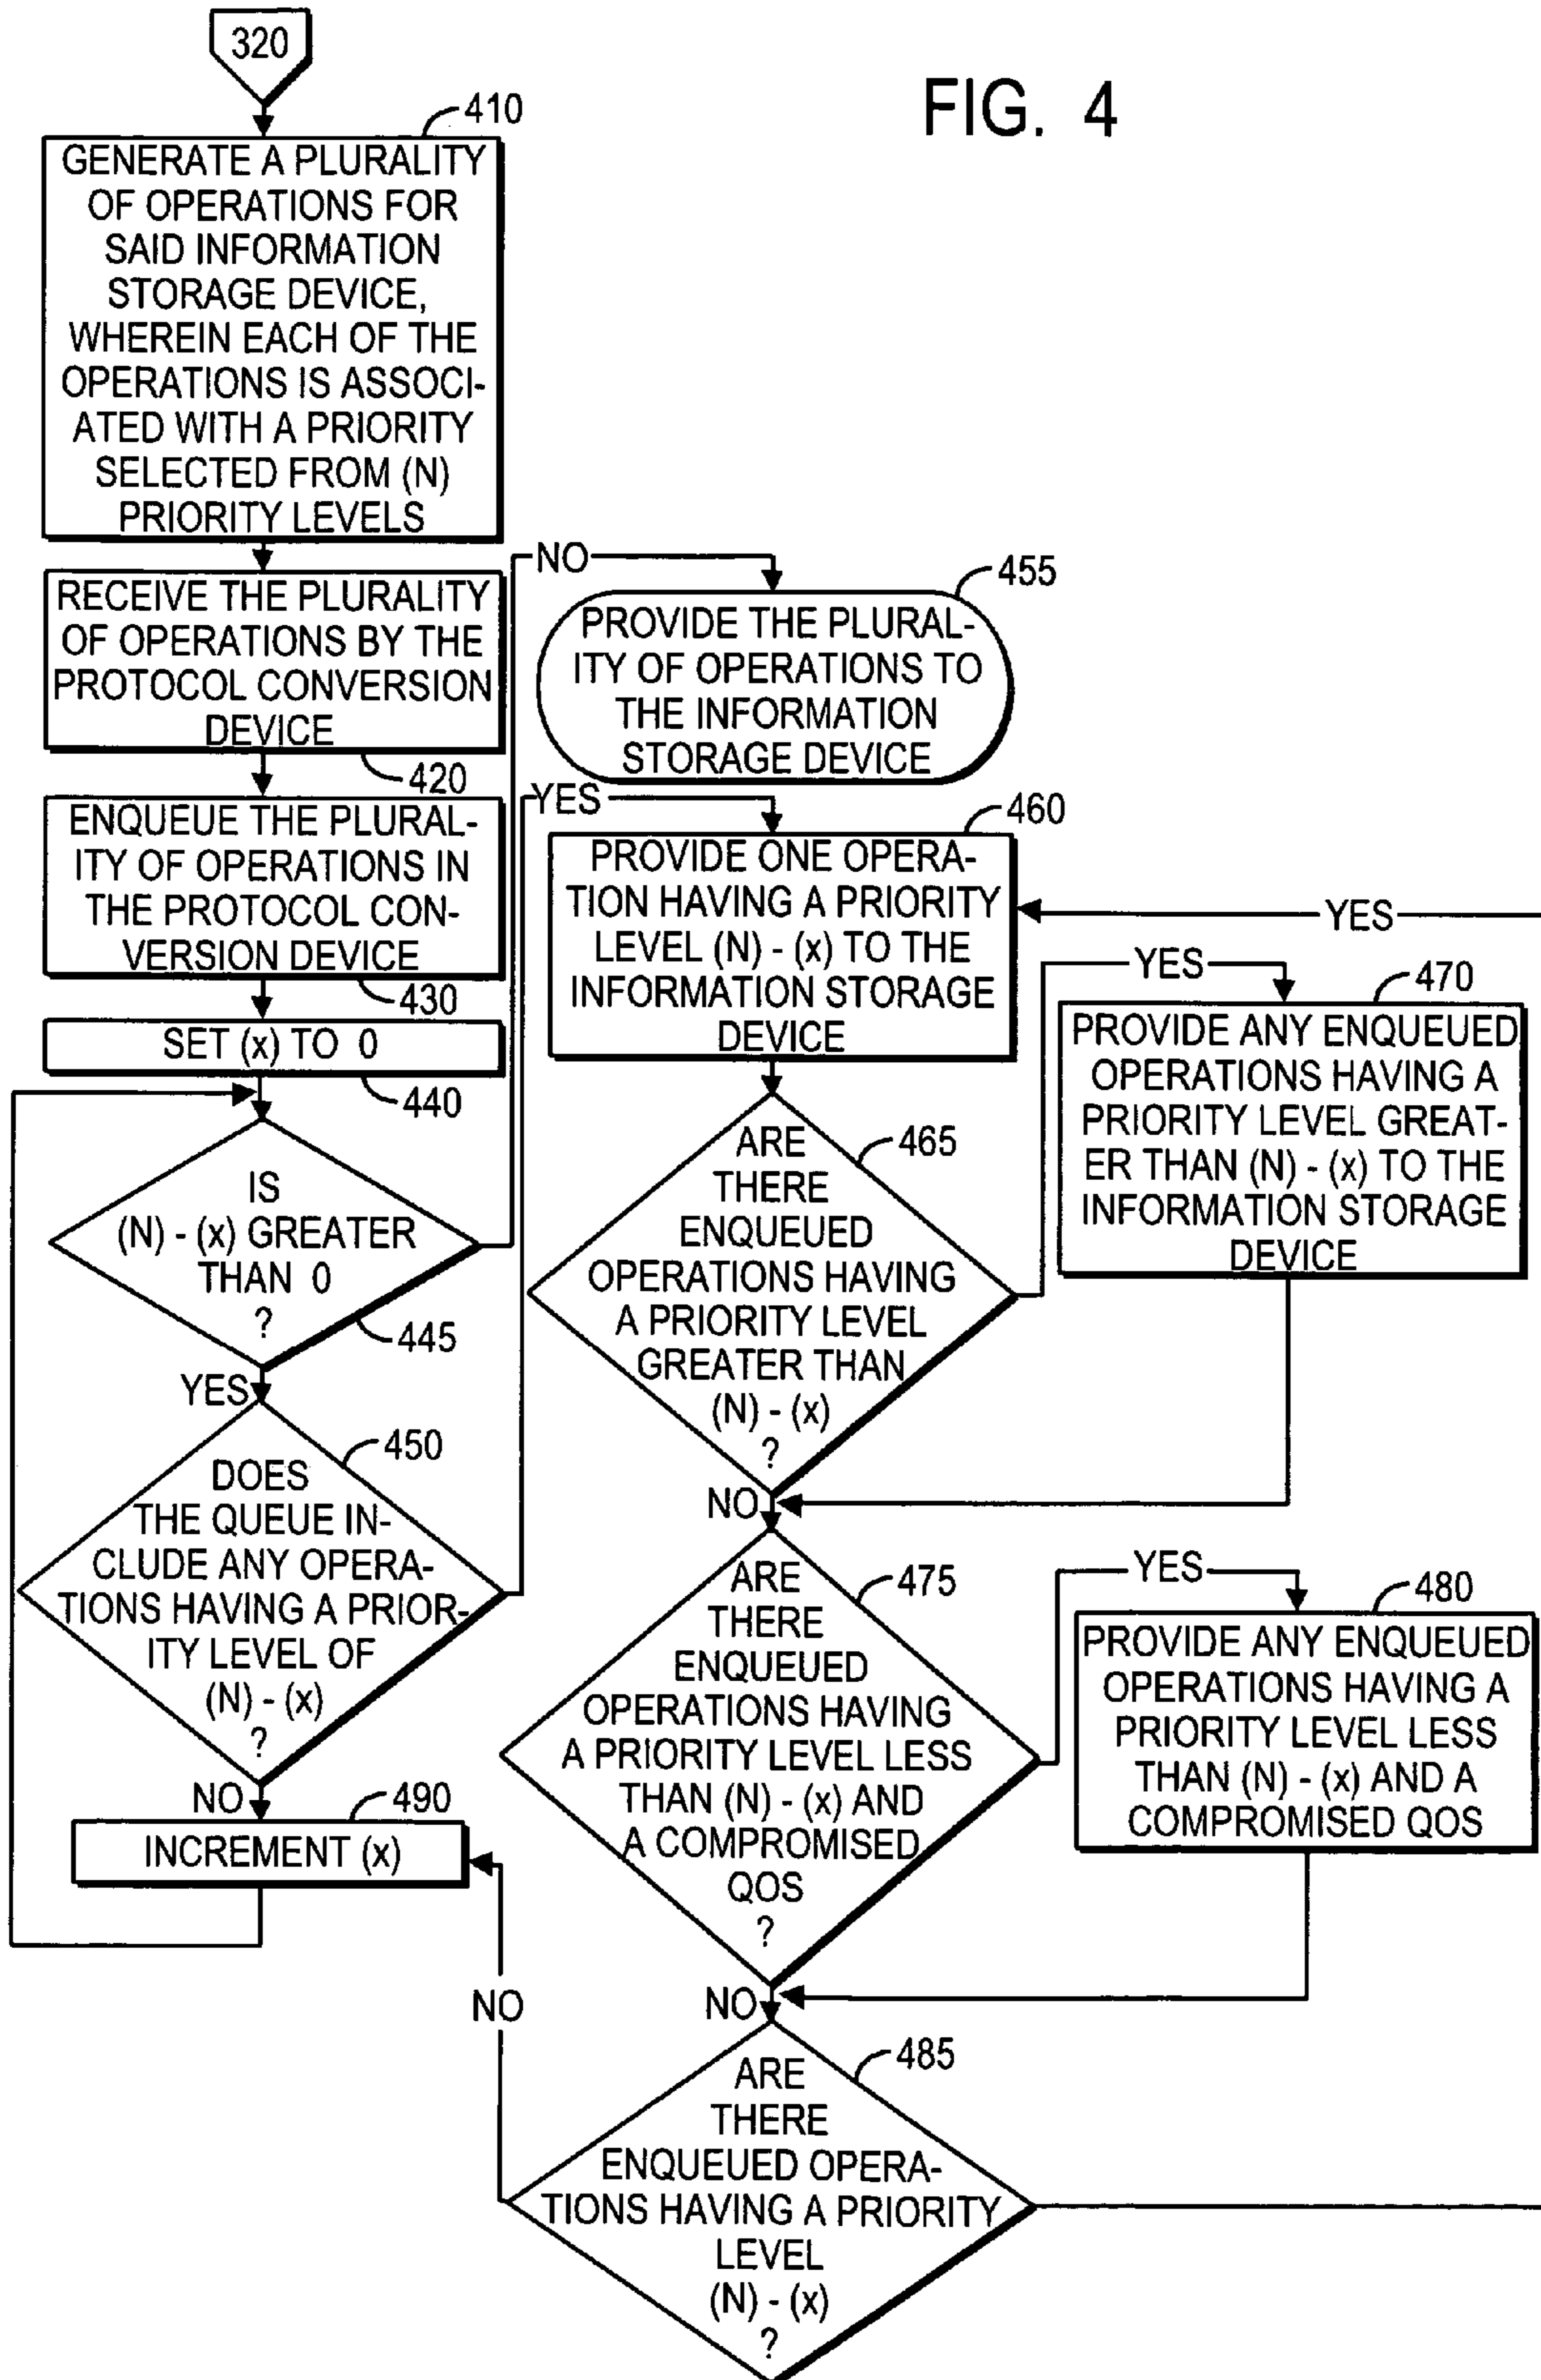 320
FIG. 4
410
GENERATE A PLURALITY
OF OPERATIONS FOR
SAID INFORMATION
STORAGE DEVICE,
WHEREIN EACH OF THE
OPERATIONS IS ASSOCI-
ATED WITH A PRIORITY
SELECTED FROM (N)
PRIORITY LEVELS
RECEIVE THE PLURALITY
OF OPERATIONS BY THE
PROTOCOL CONVERSION
DEVICE
420
ENQUEUE THE PLURAL-
ITY OF OPERATIONS IN
THE PROTOCOL CON-
VERSION DEVICE
430
SET (x) TO 0
440
IS
(N) - (x) GREATER
THAN 0
?
445
YES
NO
450
DOES
THE QUEUE IN-
CLUDE ANY OPERA-
TIONS HAVING A PRIOR-
ITY LEVEL OF
(N) - (x)
?
NO
YES
490
INCREMENT (x)
455
PROVIDE THE PLURAL-
ITY OF OPERATIONS TO
THE INFORMATION
STORAGE DEVICE
460
PROVIDE ONE OPERA-
TION HAVING A PRIORITY
LEVEL (N) - (x) TO THE
INFORMATION STORAGE
DEVICE
YES
465
ARE
THERE
ENQUEUED
OPERATIONS HAVING
A PRIORITY LEVEL
GREATER THAN
(N) - (x)
?
YES
470
PROVIDE ANY ENQUEUED
OPERATIONS HAVING A
PRIORITY LEVEL GREAT-
ER THAN (N) - (x) TO THE
INFORMATION STORAGE
DEVICE
NO
475
ARE
THERE
ENQUEUED
OPERATIONS HAVING
A PRIORITY LEVEL LESS
THAN (N) - (x) AND
A COMPROMISED
QOS
?
YES
480
PROVIDE ANY ENQUEUED
OPERATIONS HAVING A
PRIORITY LEVEL LESS
THAN (N) - (x) AND A
COMPROMISED QOS
NO
NO
485
ARE
THERE
ENQUEUED OPERA-
TIONS HAVING A PRIORITY
LEVEL
(N) - (x)
?